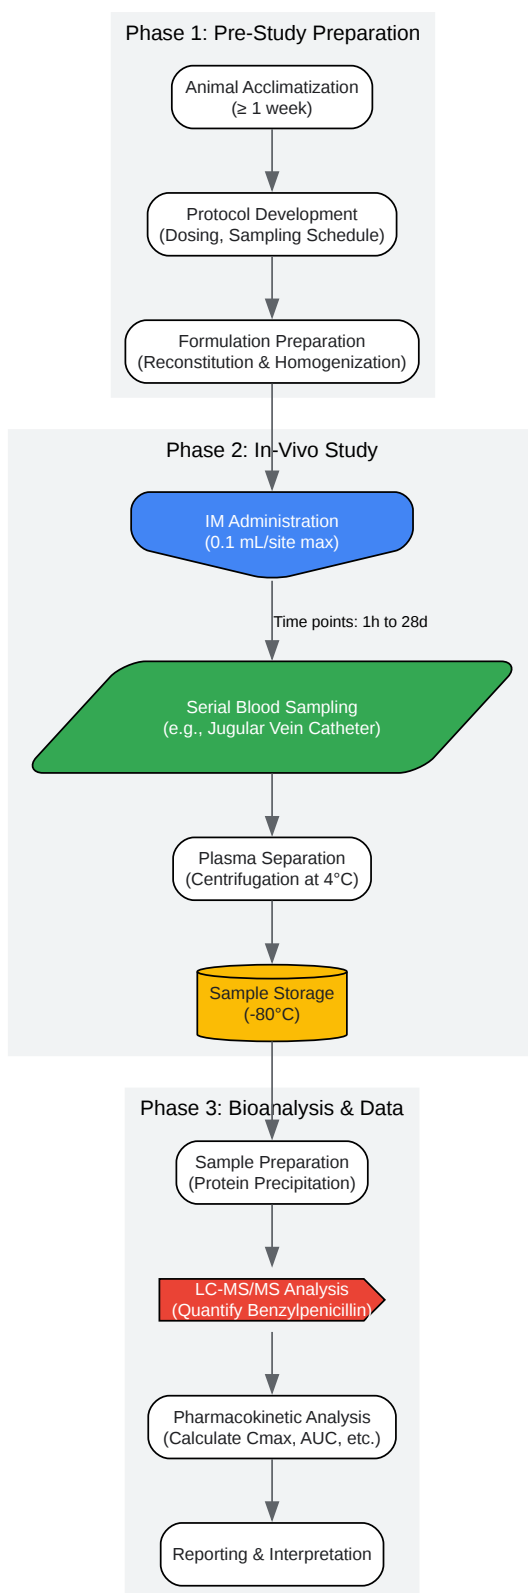 Phase 1: Pre-Study Preparation
Animal Acclimatization
(≥ 1 week)
Protocol Development
(Dosing, Sampling Schedule)
Formulation Preparation
(Reconstitution & Homogenization)
Phase 2: In-Vivo Study
IM Administration
(0.1 mL/site max)
Time points: 1h to 28d
Serial Blood Sampling
(e.g., Jugular Vein Catheter)
Plasma Separation
(Centrifugation at 4°C)
Sample Storage
(-80°C)
Phase 3: Bioanalysis & Data
Sample Preparation
(Protein Precipitation)
LC-MS/MS Analysis
(Quantify Benzylpenicillin)
Pharmacokinetic Analysis
(Calculate Cmax, AUC, etc.)
Reporting & Interpretation